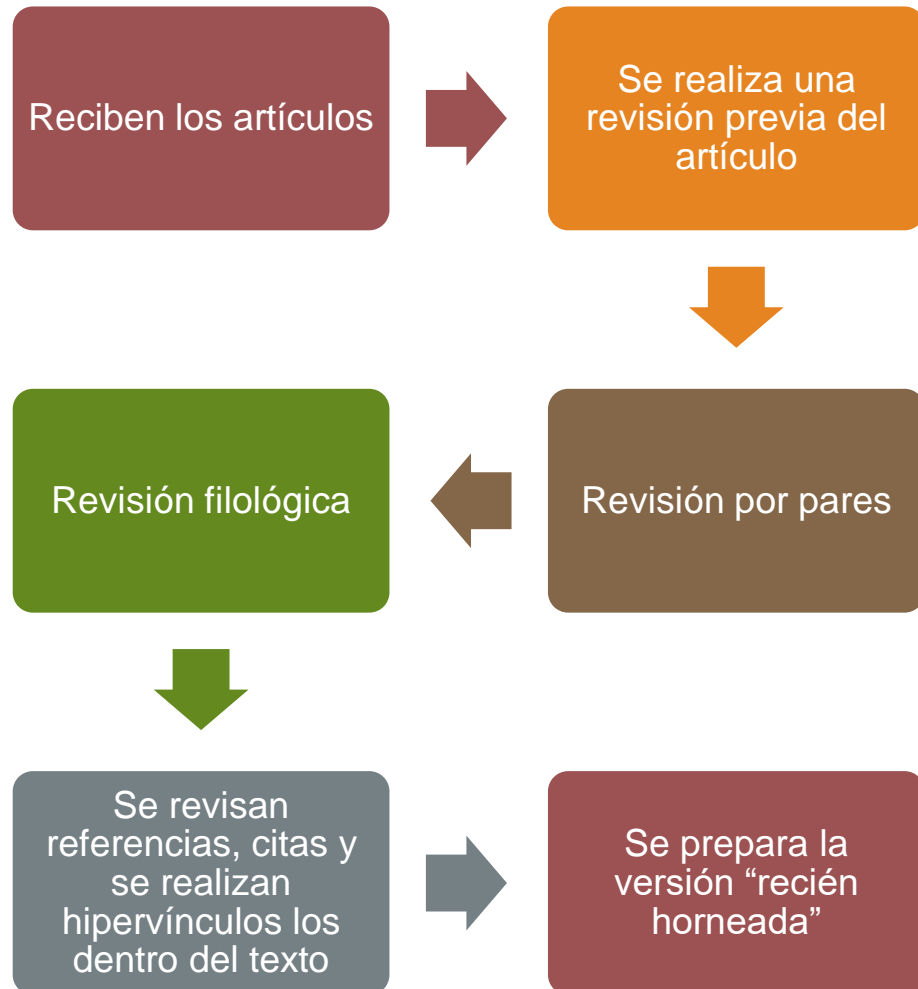 Reciben los artículos
Se realiza una
revisión previa del
artículo
Revisión por pares
Revisión filológica
Se revisan
referencias, citas y
se realizan
hipervínculos los
dentro del texto
Se prepara la
versión “recién
horneada”